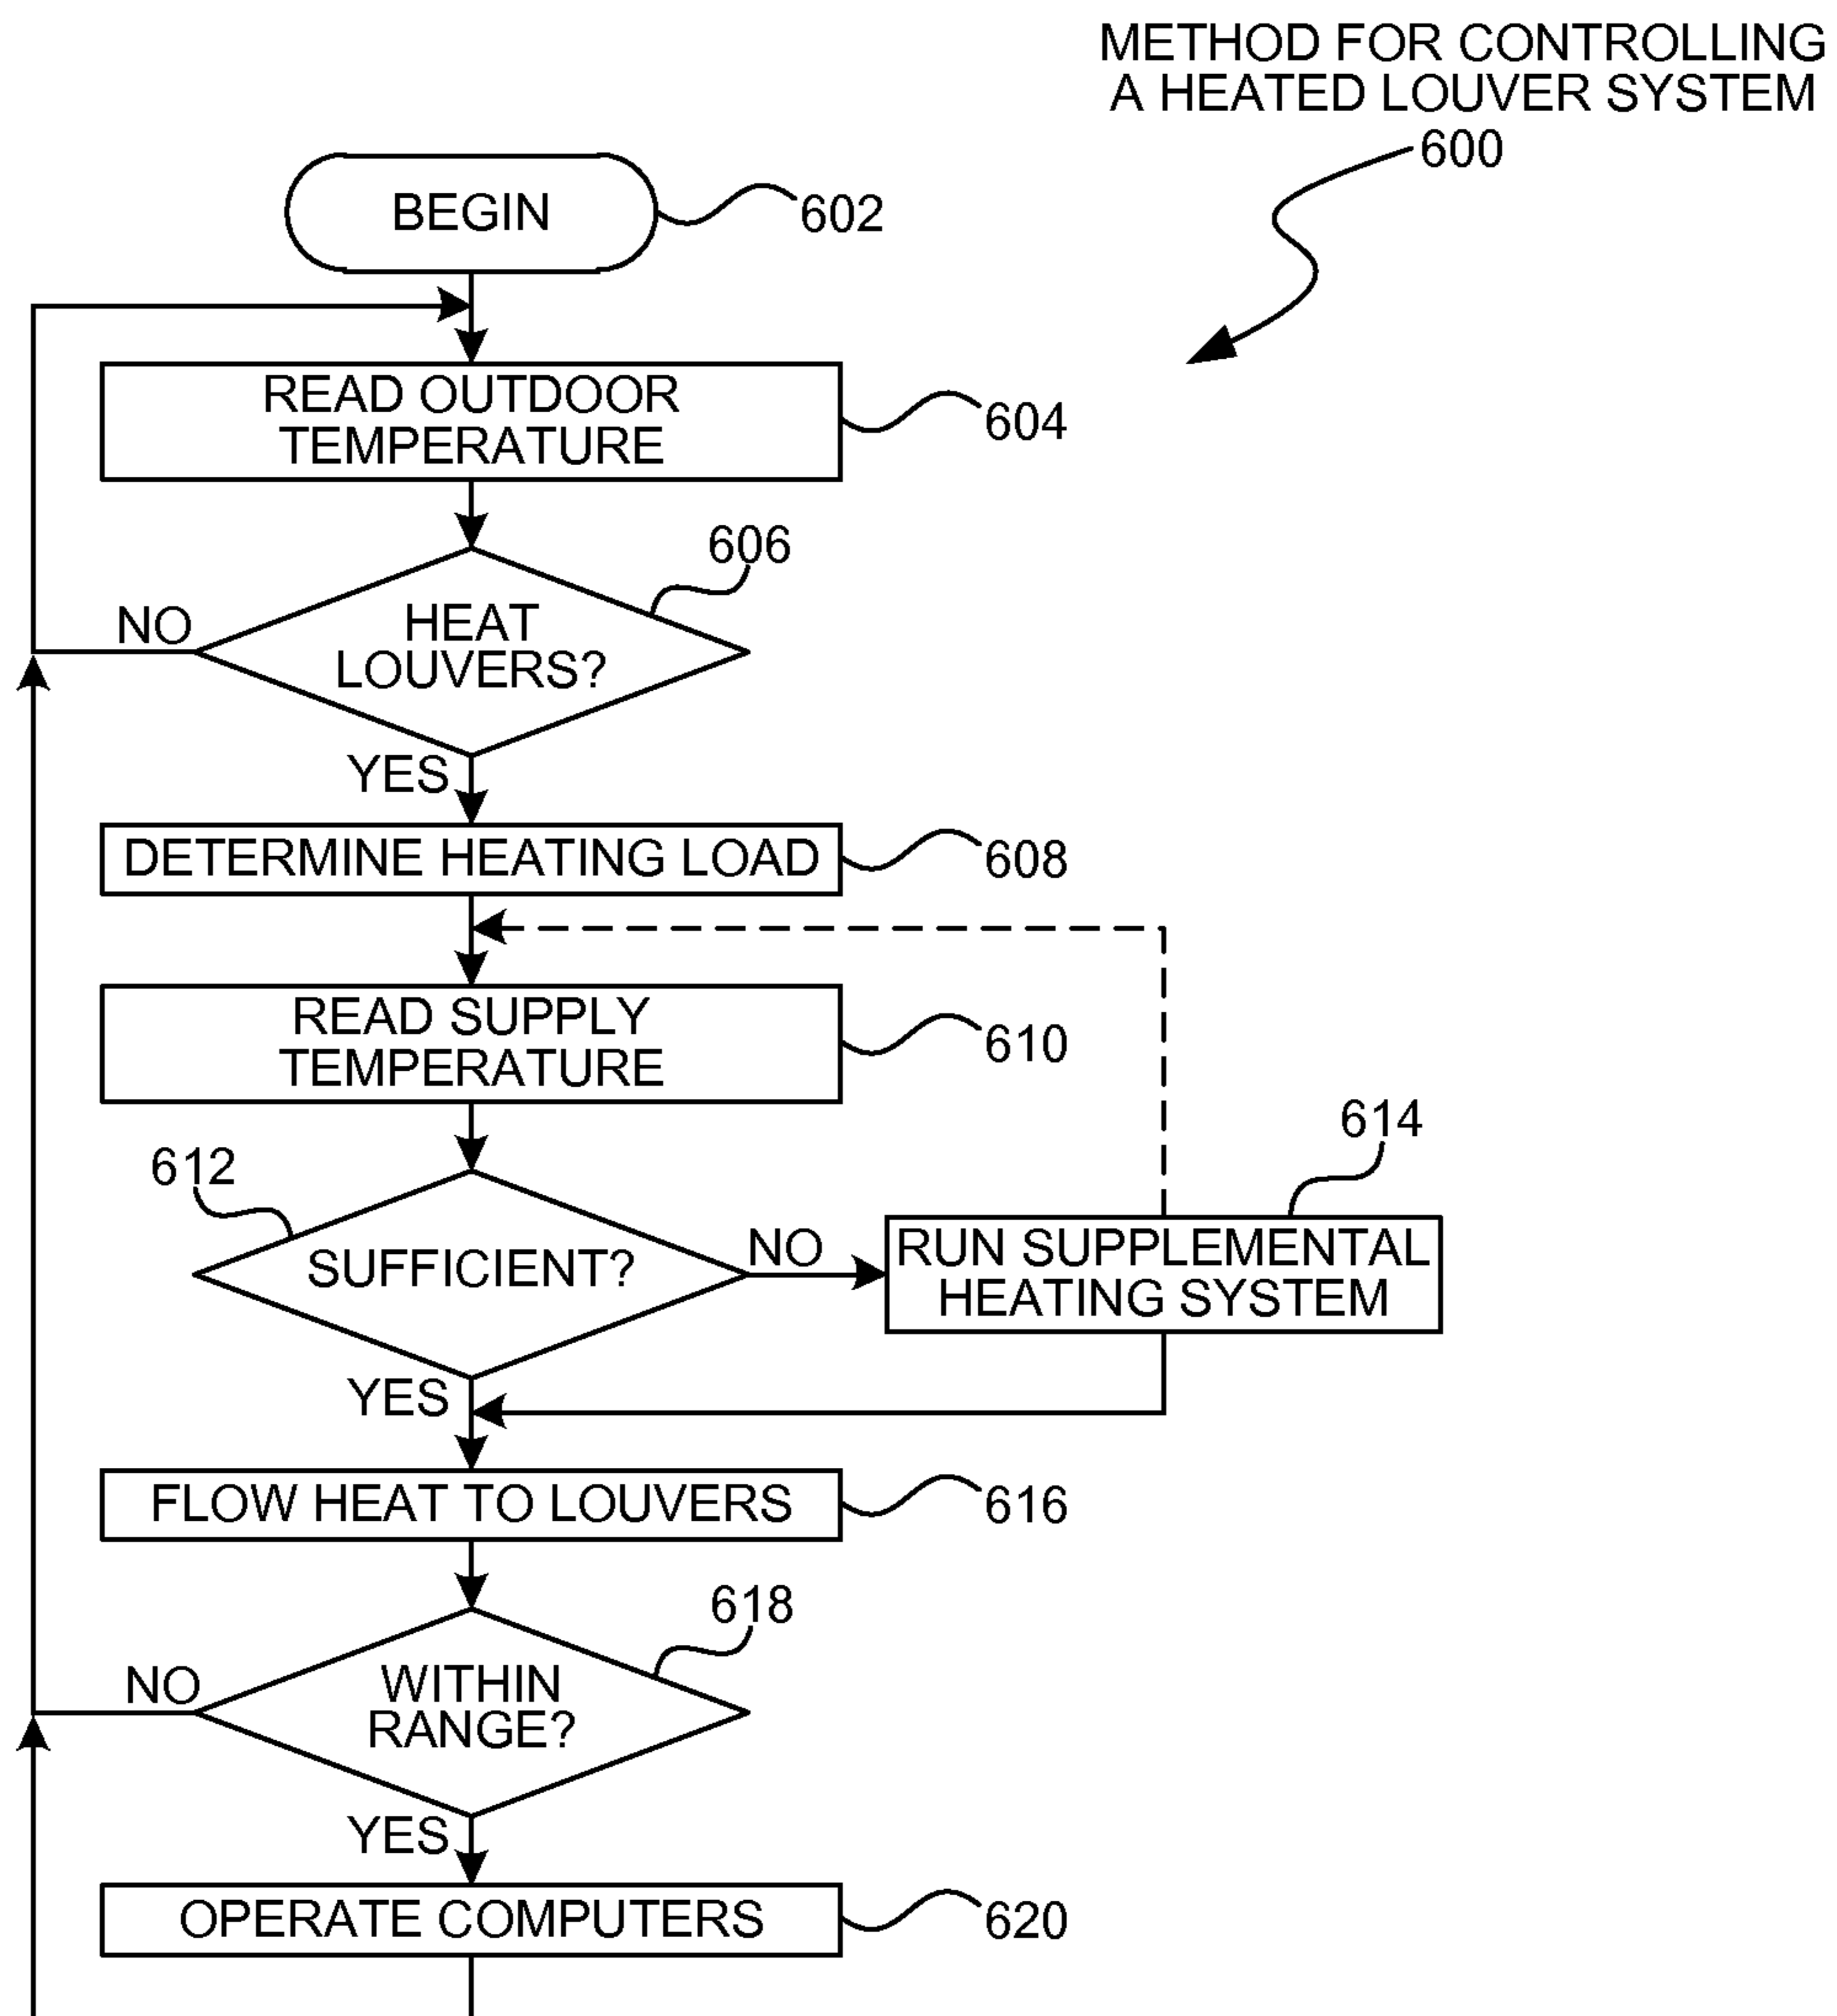 METHOD FOR CONTROLLING
A HEATED LOUVER SYSTEM
600
BEGIN
602
READ OUTDOOR
TEMPERATURE
604
606
HEAT
LOUVERS?
NO
YES
DETERMINE HEATING LOAD
608
READ SUPPLY
TEMPERATURE
610
612
SUFFICIENT?
NO
614
RUN SUPPLEMENTAL
HEATING SYSTEM
YES
FLOW HEAT TO LOUVERS
616
618
WITHIN
RANGE?
NO
YES
OPERATE COMPUTERS
620